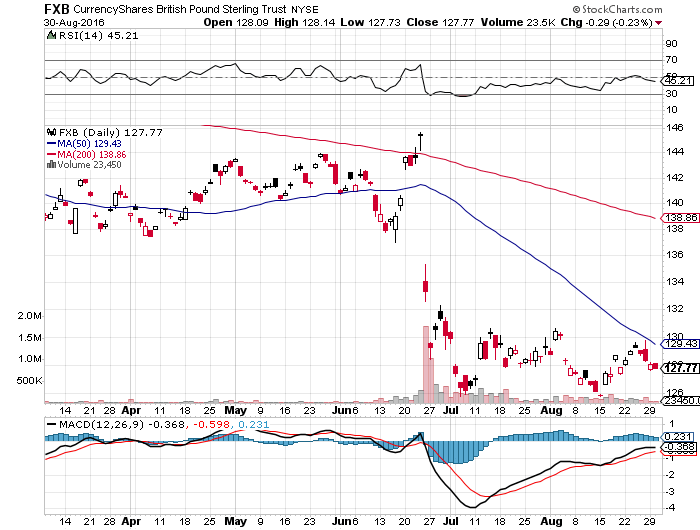 FXB CurrencyShares British Pound Sterling Trust NYSE © StockCharts.com
30-Aug-2016 Open 128.09 High 128.14 Low 127.73 Close 127.77 Volume 23.5K Chg -0.29 (-0.23%)
RSI(14) 45.21
90
70
50
45.21
30
10
FXB (Daily) 127.77
MA(50) 129.43
MA(200) 138.86
Volume 23,450
146
144
142
140
138.86
138
136
134
132
130
129.43
128
127.77
126
23450.0
2.0M
1.5M
1.0M
500K
14 21 28 Apr 11 18 25 May 9 16 23 Jun 6 13 20 27 Jul 11 18 25 Aug 8 15 22 29
MACD(12,26,9) -0.368, -0.598, 0.231
0.231
-0.368
-1
-2
-3
-4
14 21 28 Apr 11 18 25 May 9 16 23 Jun 6 13 20 27 Jul 11 18 25 Aug 8 15 22 29